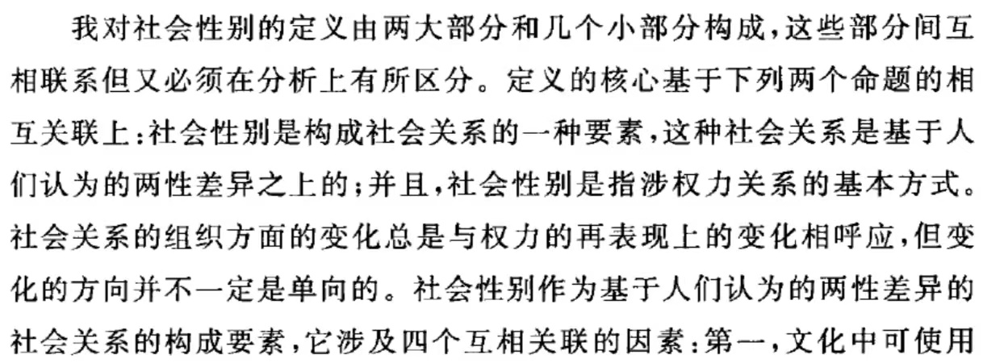 我对社会性别的定义由两大部分和几个小部分构成,这些部分间互
相联系但又必须在分析上有所区分。定义的核心基于下列两个命题的相
互关联上:社会性别是构成社会关系的一种要素,这种社会关系是基于人
们认为的两性差异之上的;并且,社会性别是指涉权力关系的基本方式。
社会关系的组织方面的变化总是与权力的再表现上的变化相呼应,但变
化的方向并不一定是单向的。社会性别作为基于人们认为的两性差异的
社会关系的构成要素,它涉及四个互相关联的因素:第一,文化中可使用